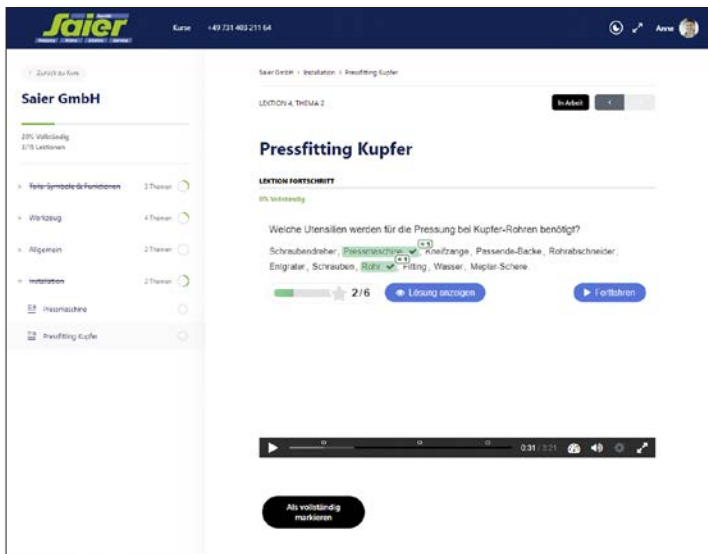 Saier
Kurse
+49 731 403 211 64
Anne
Zurück zu Kurs
Saier GmbH
20% Vollständig
3/15 Lektionen
Teile Symbole & Funktionen
3 Themen
Werkzeug
4 Themen
Allgemein
2 Themen
Installation
2 Themen
Pressmaschine
Pressfitting Kupfer
Saier GmbH > Installation > Pressfitting Kupfer
LEKTION 4, THEMA 2
In Arbeit
Pressfitting Kupfer
LEKTION FORTSCHRITT
0% Vollständig
Welche Utensilien werden für die Pressung bei Kupfer-Rohren benötigt?
Schraubendreher, Pressmaschine ✔ +1, Kneifzange, Passende-Backe, Rohrabschneider,
Entgrater, Schrauben, Rohr ✔ +1, Fitting, Wasser, Meplar-Schere.
2/6
Lösung anzeigen
Fortfahren
0:31 / 3:21
Als vollständig
markieren